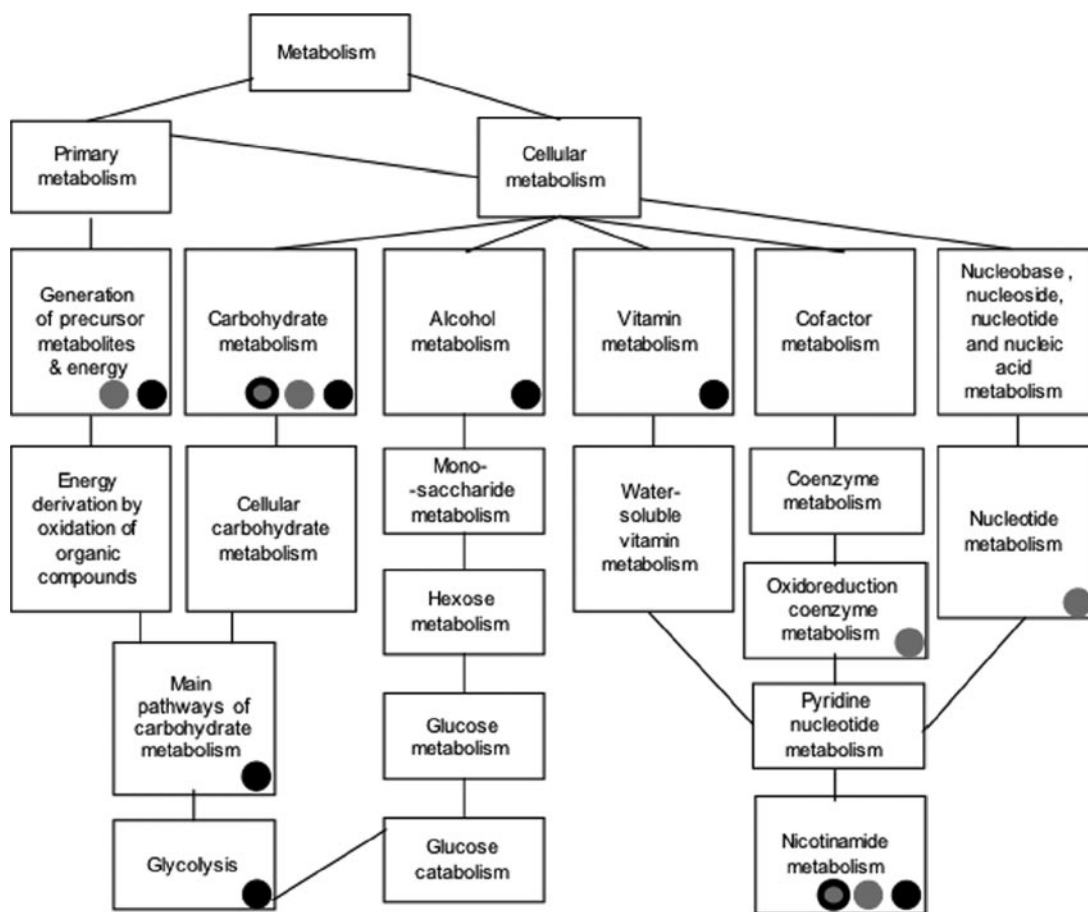 Metabolism
Primary
metabolism
Cellular
metabolism
Generation
of precursor
metabolites
& energy
Carbohydrate
metabolism
Alcohol
metabolism
Vitamin
metabolism
Cofactor
metabolism
Nucleobase ,
nucleoside,
nucleotide
and nucleic
acid
metabolism
Energy
derivation by
oxidation of
organic
compounds
Cellular
carbohydrate
metabolism
Mono-
-saccharide
metabolism
Water-
soluble
vitamin
metabolism
Coenzyme
metabolism
Nucleotide
metabolism
Hexose
metabolism
Oxidoreduction
coenzyme
metabolism
Main
pathways of
carbohydrate
metabolism
Glucose
metabolism
Pyridine
nucleotide
metabolism
Glycolysis
Glucose
catabolism
Nicotinamide
metabolism